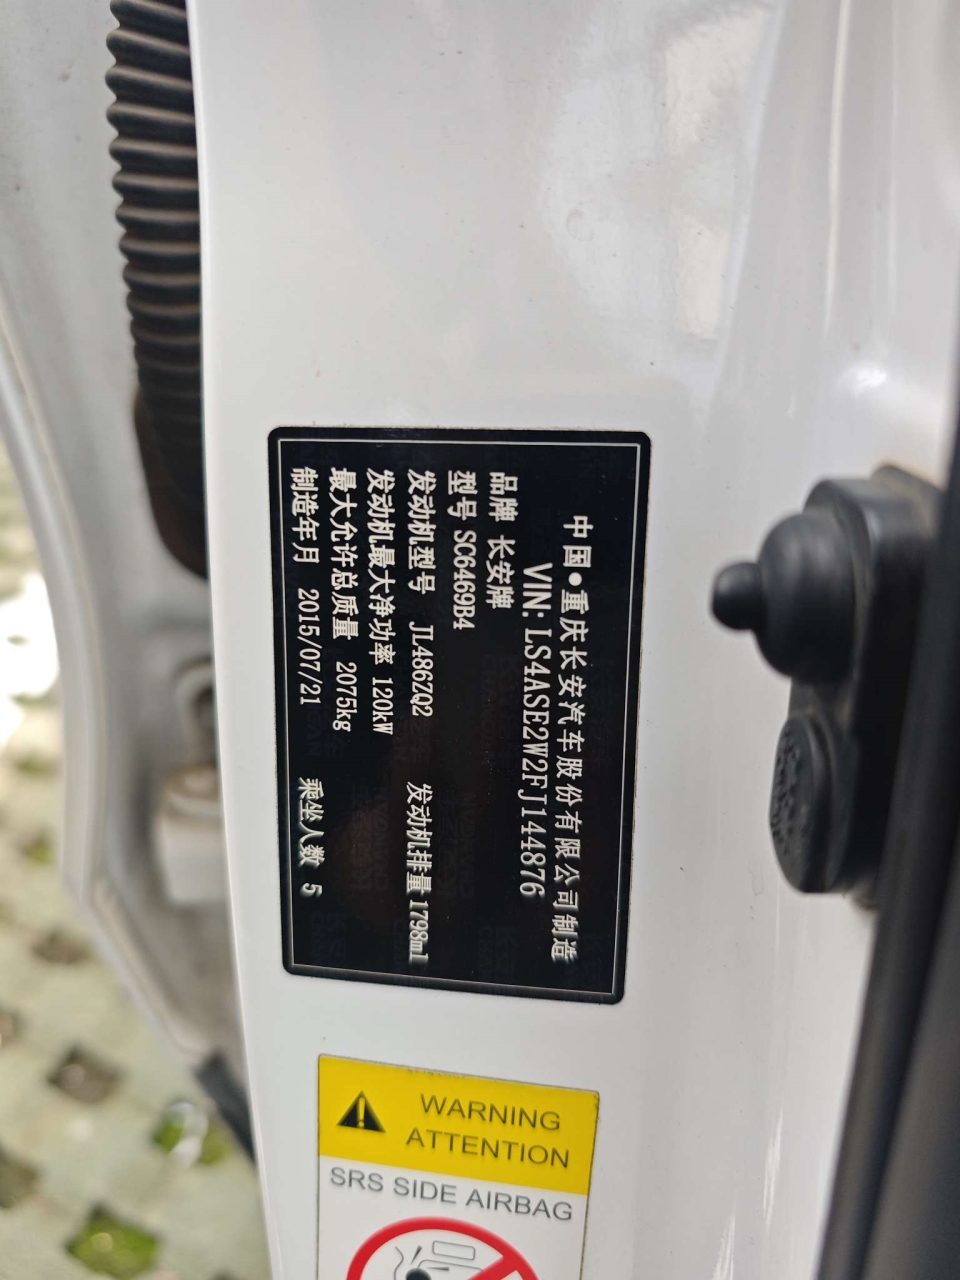 中国•重庆长安汽车股份有限公司制造
VIN: LS4ASE2W2FJ144876
品牌 长安牌
型号 SC6469B4
发动机型号 JL486ZQ2 发动机排量 1798ml
发动机最大净功率 120kW
最大允许总质量 2075kg
制造年月 2015/07/21 乘坐人数 5
WARNING
ATTENTION
SRS SIDE AIRBAG